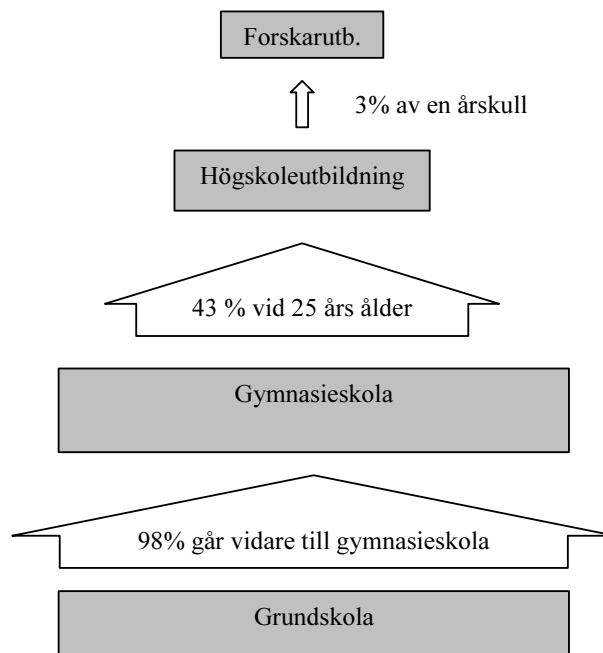 Forskarutb.
3% av en årskull
Högskoleutbildning
43 % vid 25 års ålder
Gymnasieskola
98% går vidare till gymnasieskola
Grundskola